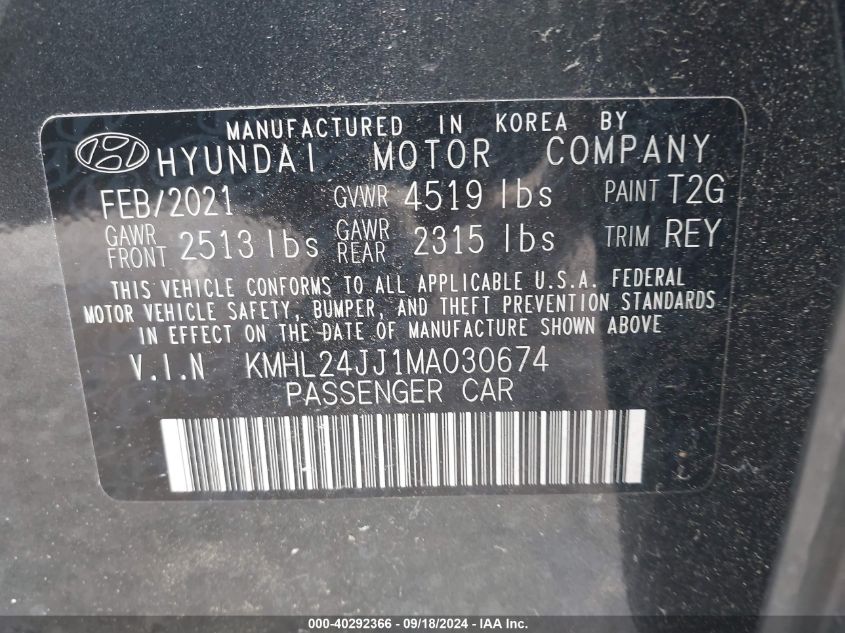 MANUFACTURED IN KOREA BY
HYUNDAI MOTOR COMPANY
FEB/2021 GVWR 4519 lbs PAINT T2G
GAWR FRONT 2513 lbs GAWR REAR 2315 lbs TRIM REY
THIS VEHICLE CONFORMS TO ALL APPLICABLE U.S.A. FEDERAL
MOTOR VEHICLE SAFETY, BUMPER, AND THEFT PREVENTION STANDARDS
IN EFFECT ON THE DATE OF MANUFACTURE SHOWN ABOVE
V.I.N KMHL24JJ1MA030674
PASSENGER CAR
000-40292366 - 09/18/2024 - IAA Inc.